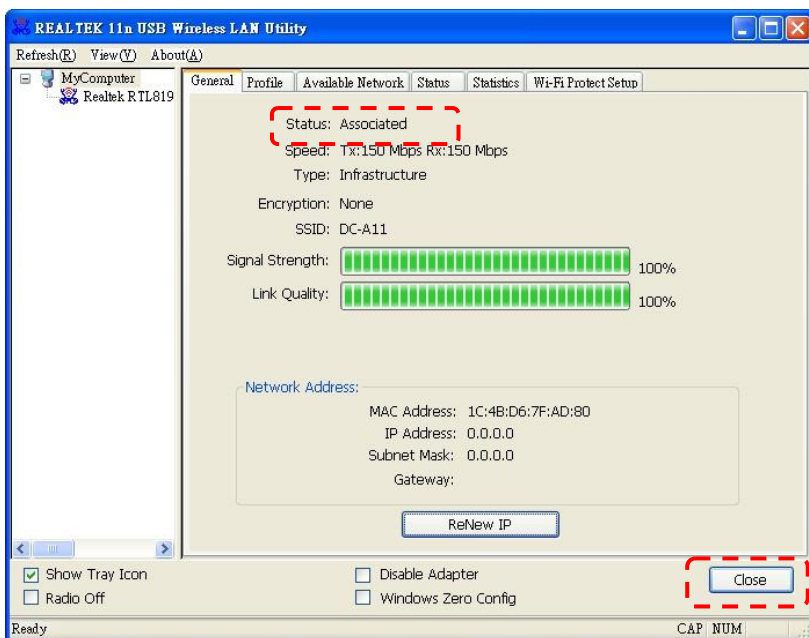 REALTEK 11n USB Wireless LAN Utility
Refresh(R) View(V) About(A)
MyComputer
Realtek RTL819
General Profile Available Network Status Statistics Wi-Fi Protect Setup
Status: Associated
Speed: Tx:150 Mbps Rx:150 Mbps
Type: Infrastructure
Encryption: None
SSID: DC-A11
Signal Strength: 100%
Link Quality: 100%
Network Address:
MAC Address: 1C:4B:D6:7F:AD:80
IP Address: 0.0.0.0
Subnet Mask: 0.0.0.0
Gateway:
ReNew IP
Show Tray Icon
Radio Off
Disable Adapter
Windows Zero Config
Close
Ready CAP NUM